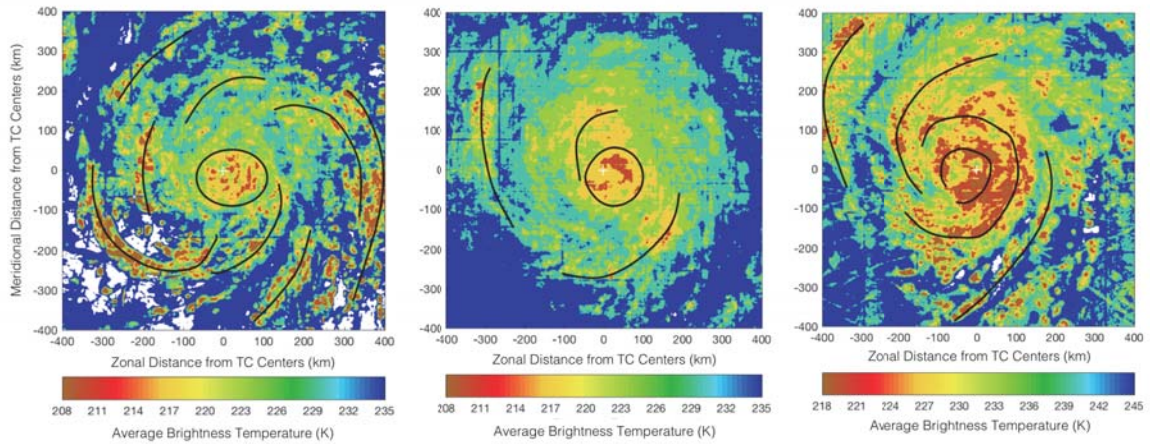 400
300
200
100
0
-100
-200
-300
-400
Meridional Distance from TC Centers (km)
-400 -300 -200 -100 0 100 200 300 400
Zonal Distance from TC Centers (km)
208 211 214 217 220 223 226 229 232 235
Average Brightness Temperature (K)
400
300
200
100
0
-100
-200
-300
-400
-400 -300 -200 -100 0 100 200 300 400
Zonal Distance from TC Centers (km)
208 211 214 217 220 223 226 229 232 235
Average Brightness Temperature (K)
400
300
200
100
0
-100
-200
-300
-400
-400 -300 -200 -100 0 100 200 300 400
Zonal Distance from TC Centers (km)
218 221 224 227 230 233 236 239 242 245
Average Brightness Temperature (K)